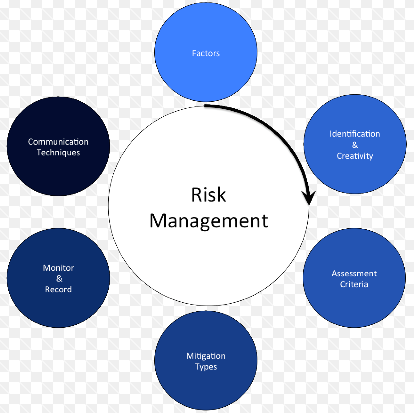 Factors
Identification
&
Creativity
Assessment
Criteria
Mitigation
Types
Monitor
&
Record
Communication
Techniques
Risk
Management